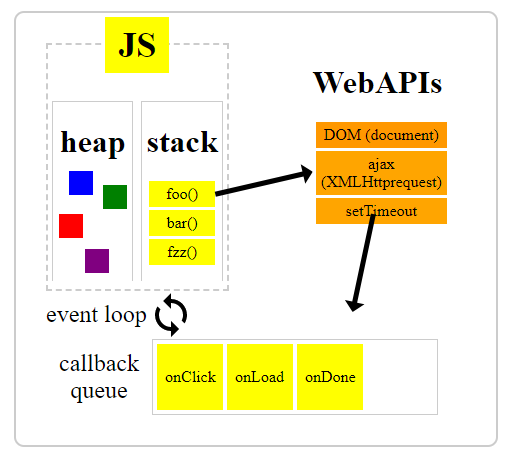 JS
WebAPIs
heap
stack
DOM (document)
ajax
(XMLHttprequest)
setTimeout
foo()
bar()
fzz()
event loop
callback
queue
onClick
onLoad
onDone